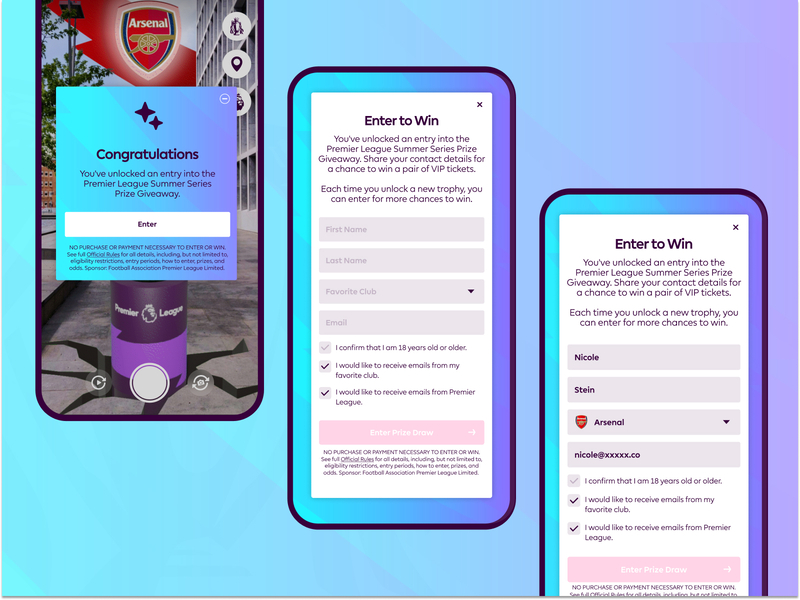 Arsenal
Congratulations
You've unlocked an entry into the
Premier League Summer Series
Prize Giveaway.
Enter
NO PURCHASE OR PAYMENT NECESSARY TO ENTER OR WIN.
See full Official Rules for all details, including, but not limited to,
eligibility restrictions, entry periods, how to enter, prizes, and
odds. Sponsor: Football Association Premier League Limited.
Premier League
Enter to Win
You've unlocked an entry into the
Premier League Summer Series Prize
Giveaway. Share your contact details for
a chance to win a pair of VIP tickets.
Each time you unlock a new trophy, you
can enter for more chances to win.
First Name
Last Name
Favorite Club
Email
I confirm that I am 18 years old or older.
I would like to receive emails from my
favorite club.
I would like to receive emails from Premier
League.
Enter Prize Draw
NO PURCHASE OR PAYMENT NECESSARY TO ENTER OR WIN.
See full Official Rules for all details, including, but not limited to,
eligibility restrictions, entry periods, how to enter, prizes, and
odds. Sponsor: Football Association Premier League Limited.
Enter to Win
You've unlocked an entry into the
Premier League Summer Series Prize
Giveaway. Share your contact details for
a chance to win a pair of VIP tickets.
Each time you unlock a new trophy, you
can enter for more chances to win.
Nicole
Stein
Arsenal
nicole@xxxxx.co
I confirm that I am 18 years old or older.
I would like to receive emails from my
favorite club.
I would like to receive emails from Premier
League.
Enter Prize Draw
NO PURCHASE OR PAYMENT NECESSARY TO ENTER OR WIN.
See full Official Rules for all details, including, but not limited to,